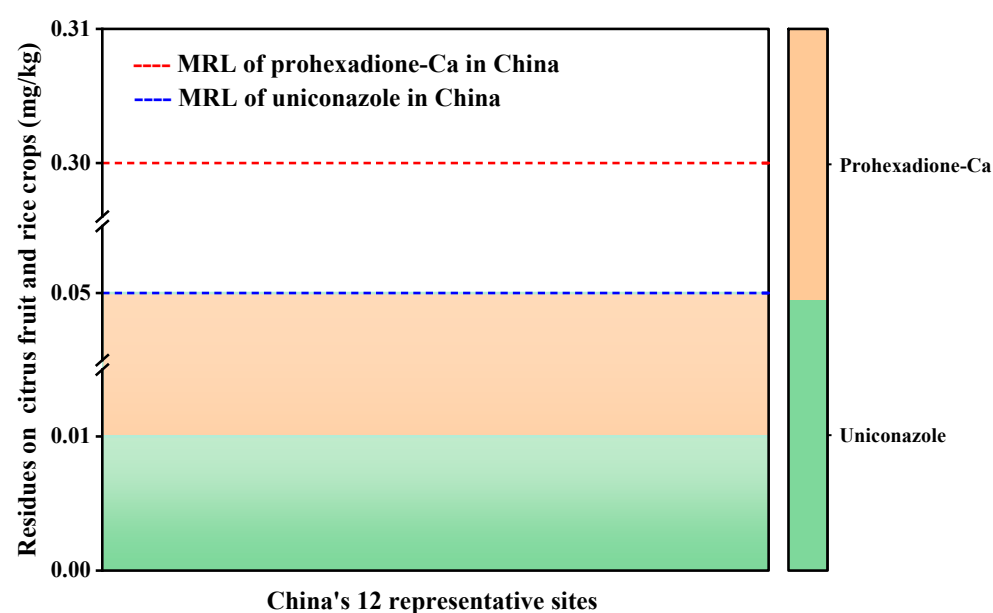 0.31
MRL of prohexadione-Ca in China
MRL of uniconazole in China
0.30
0.05
0.01
0.00
Residues on citrus fruit and rice crops (mg/kg)
China's 12 representative sites
Prohexadione-Ca
Uniconazole